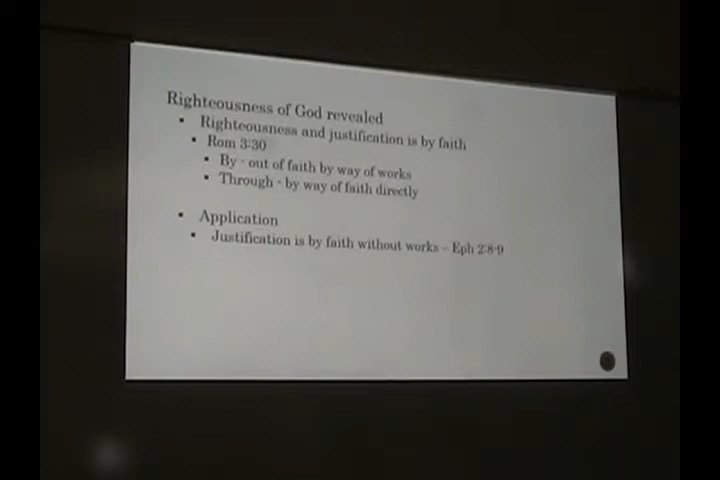 Righteousness of God revealed
▪ Righteousness and justification is by faith
▪ Rom 3:30
▪ By - out of faith by way of works
▪ Through - by way of faith directly
▪ Application
▪ Justification is by faith without works – Eph 2:8-9